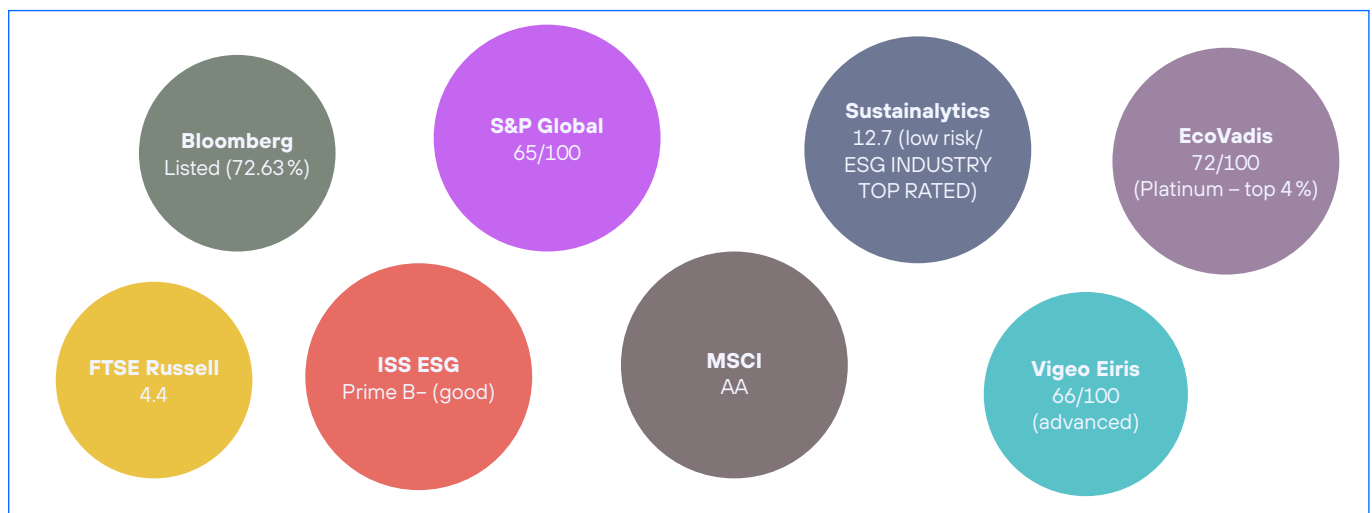 Bloomberg
Listed (72.63 %)
S&P Global
65/100
Sustainalytics
12.7 (low risk/
ESG INDUSTRY
TOP RATED)
EcoVadis
72/100
(Platinum – top 4 %)
FTSE Russell
4.4
ISS ESG
Prime B– (good)
MSCI
AA
Vigeo Eiris
66/100
(advanced)